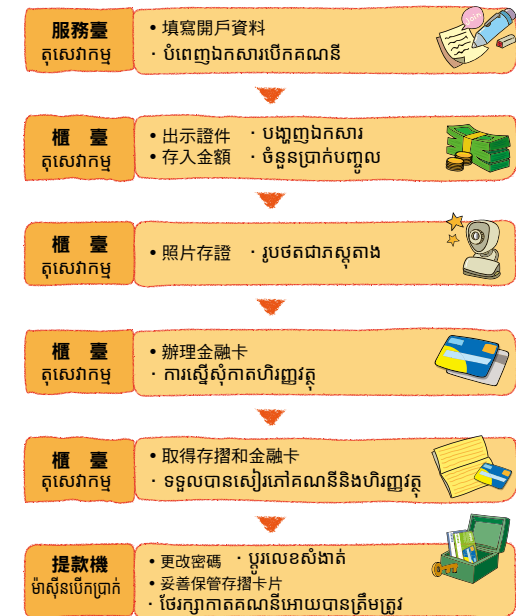 服務臺
តុសេវាកម្ម
• 填寫開戶資料
· បំពេញឯកសារបើកគណនី
櫃 臺
តុសេវាកម្ម
• 出示證件 · បង្ហាញឯកសារ
• 存入金額 · ចំនួនប្រាក់បញ្ចូល
櫃 臺
តុសេវាកម្ម
• 照片存證 · រូបថតជាភស្តុតាង
櫃 臺
តុសេវាកម្ម
• 辦理金融卡
· ការស្នើសុំកាតហិរញ្ញវត្ថុ
櫃 臺
តុសេវាកម្ម
• 取得存摺和金融卡
· ទទួលបានសៀវភៅគណនីនិងហិរញ្ញវត្ថុ
提款機
ម៉ាស៊ីនបើកប្រាក់
• 更改密碼 · ប្តូរលេខសំងាត់
• 妥善保管存摺卡片
· ថែរក្សាកាតគណនីអោយបានត្រឹមត្រូវ